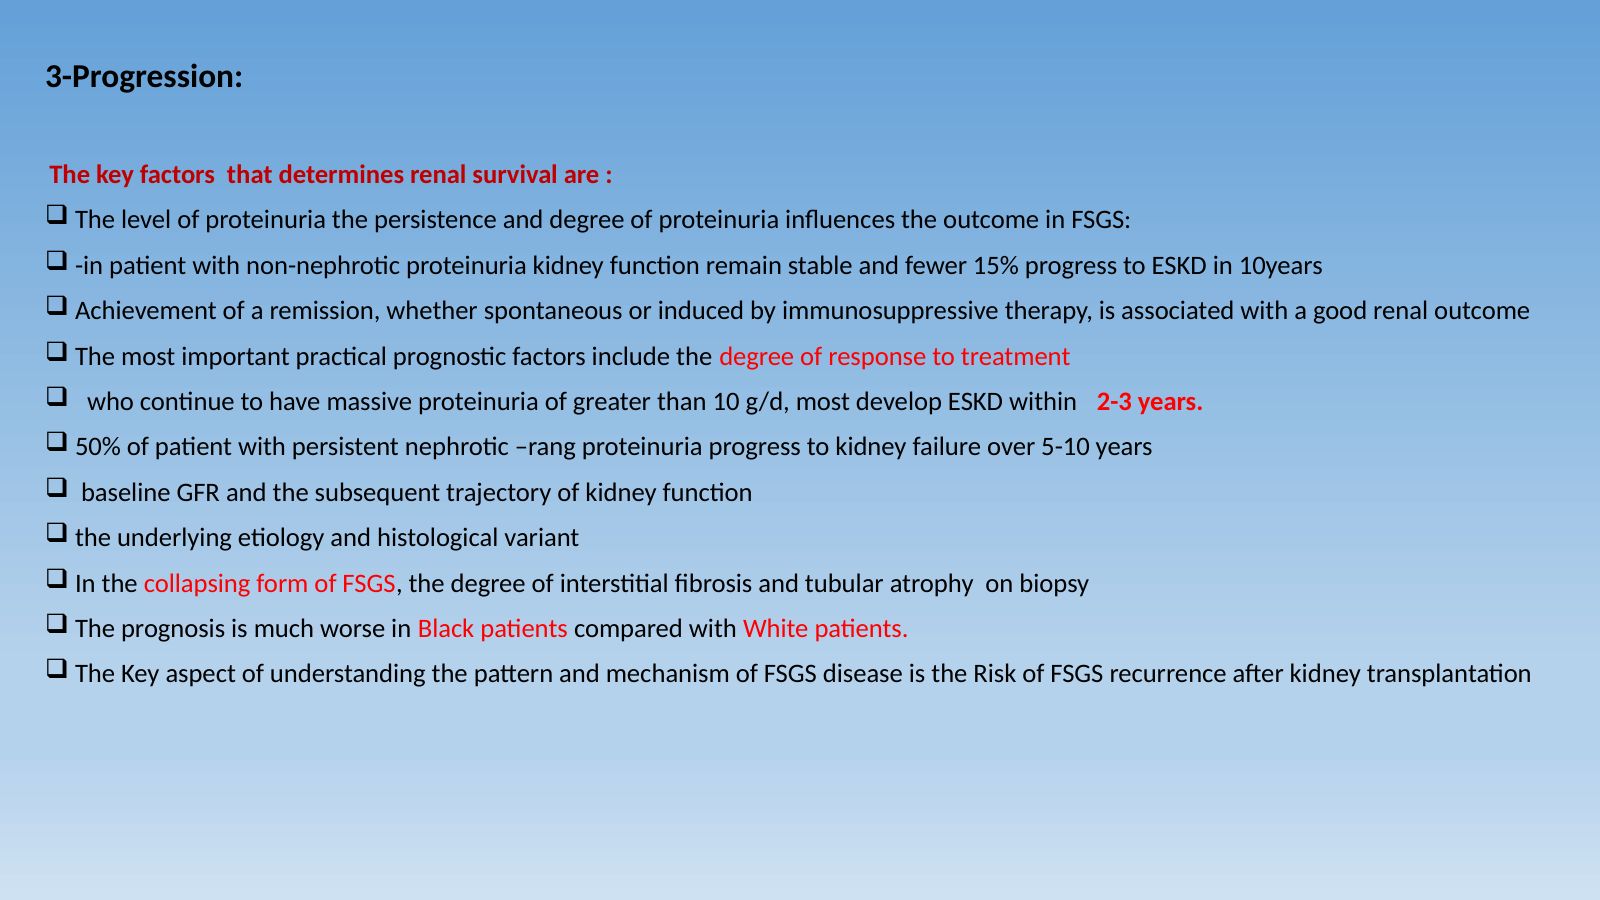 3-Progression:
The key factors  that determines renal survival are :
❑ The level of proteinuria the persistence and degree of proteinuria influences the outcome in FSGS:
❑ -in patient with non-nephrotic proteinuria kidney function remain stable and fewer 15% progress to ESKD in 10years
❑ Achievement of a remission, whether spontaneous or induced by immunosuppressive therapy, is associated with a good renal outcome
❑ The most important practical prognostic factors include the degree of response to treatment
❑ who continue to have massive proteinuria of greater than 10 g/d, most develop ESKD within   2-3 years.
❑ 50% of patient with persistent nephrotic –rang proteinuria progress to kidney failure over 5-10 years
❑ baseline GFR and the subsequent trajectory of kidney function
❑ the underlying etiology and histological variant
❑ In the collapsing form of FSGS, the degree of interstitial fibrosis and tubular atrophy  on biopsy
❑ The prognosis is much worse in Black patients compared with White patients.
❑ The Key aspect of understanding the pattern and mechanism of FSGS disease is the Risk of FSGS recurrence after kidney transplantation